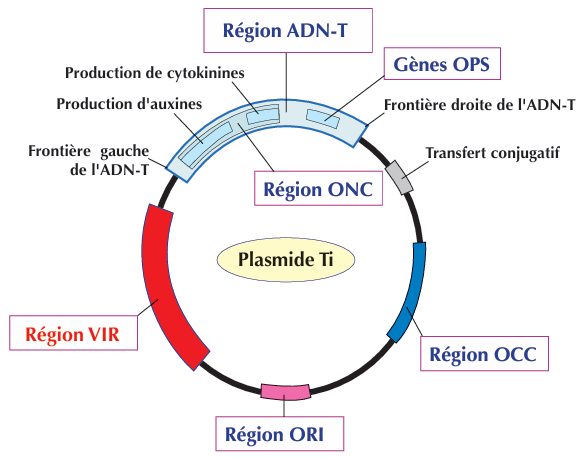 Région ADN-T
Production de cytokinines
Gènes OPS
Production d'auxines
Frontière droite de l'ADN-T
Frontière gauche
de l'ADN-T
Transfert conjugatif
Région ONC
Plasmide Ti
Région VIR
Région OCC
Région ORI